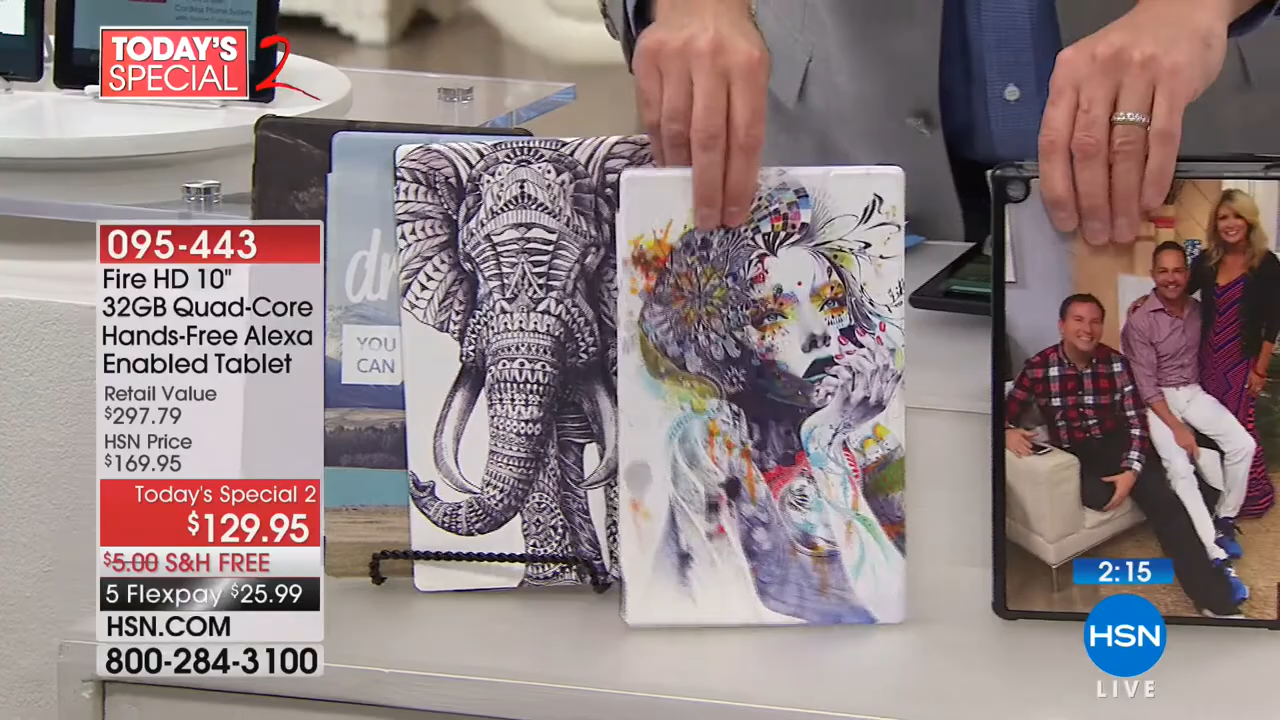 TODAY'S
SPECIAL 2
095-443
Fire HD 10"
32GB Quad-Core
Hands-Free Alexa
Enabled Tablet
Retail Value
$297.79
HSN Price
$169.95
Today's Special 2
$129.95
$5.00 S&H FREE
5 Flexpay $25.99
HSN.COM
800-284-3100
YOU
CAN
2:15
HSN
LIVE